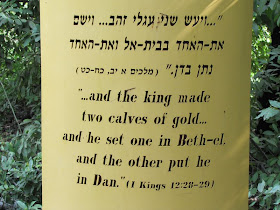 "...ויעש שני עגלי זהב... וישם
את-האחד בבית-אל ואת-האחד
נתן בדן." (מלכים א יב, כח-כט)
"...and the king made
two calves of gold...
and he set one in Beth-el.
and the other put he
in Dan." (1 Kings 12:28-29)